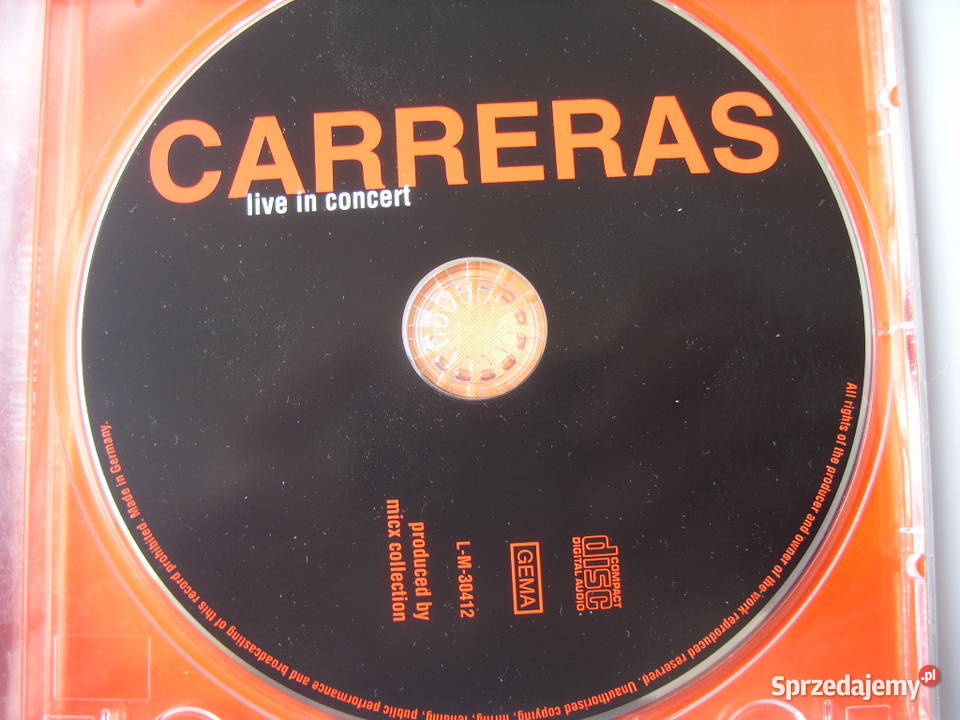 CARRERAS
live in concert
produced by
micx collection
L-M-30412
GEMA
COMPACT
disc
DIGITAL AUDIO
All rights of the producer and owner of the work reproduced reserved. Unauthorised copying, hiring, lending, public performance and broadcasting of this record prohibited. Made in Germany.
Sprzedajemy.pl